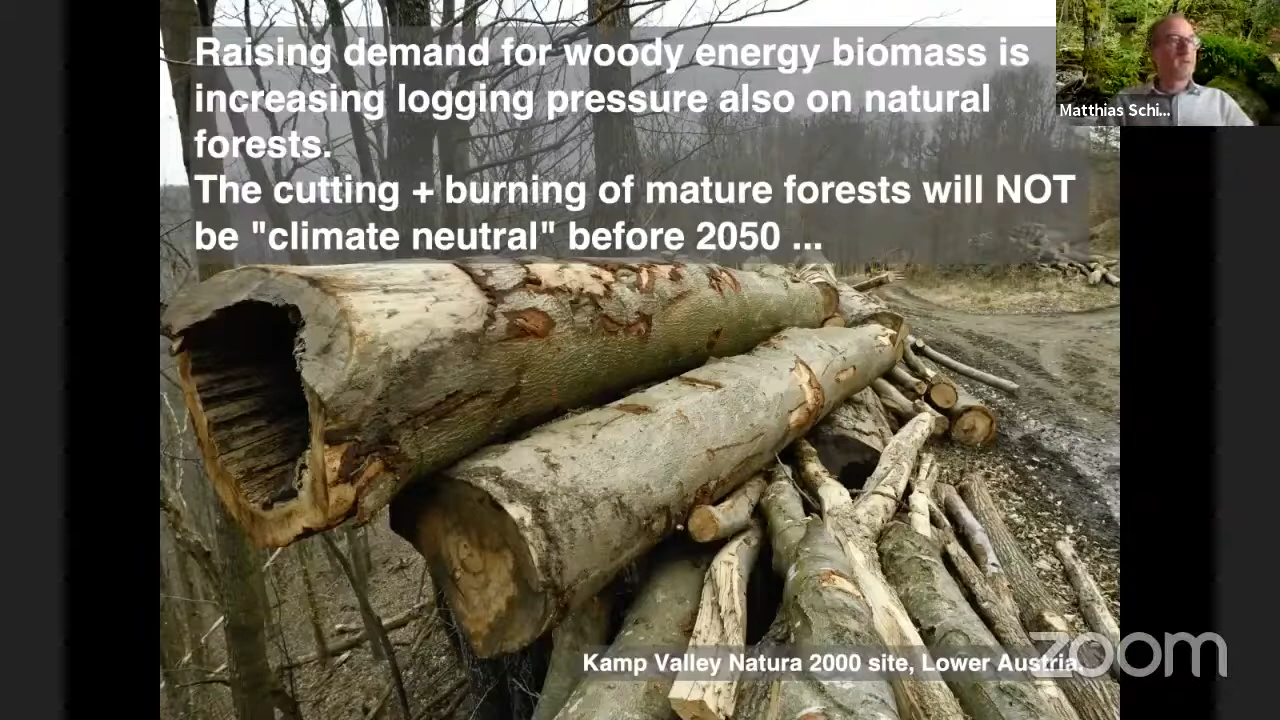 Raising demand for woody energy biomass is
increasing logging pressure also on natural
forests.
The cutting + burning of mature forests will NOT
be "climate neutral" before 2050 ...
Matthias Schi...
Kamp Valley Natura 2000 site, Lower Austria.
zoom